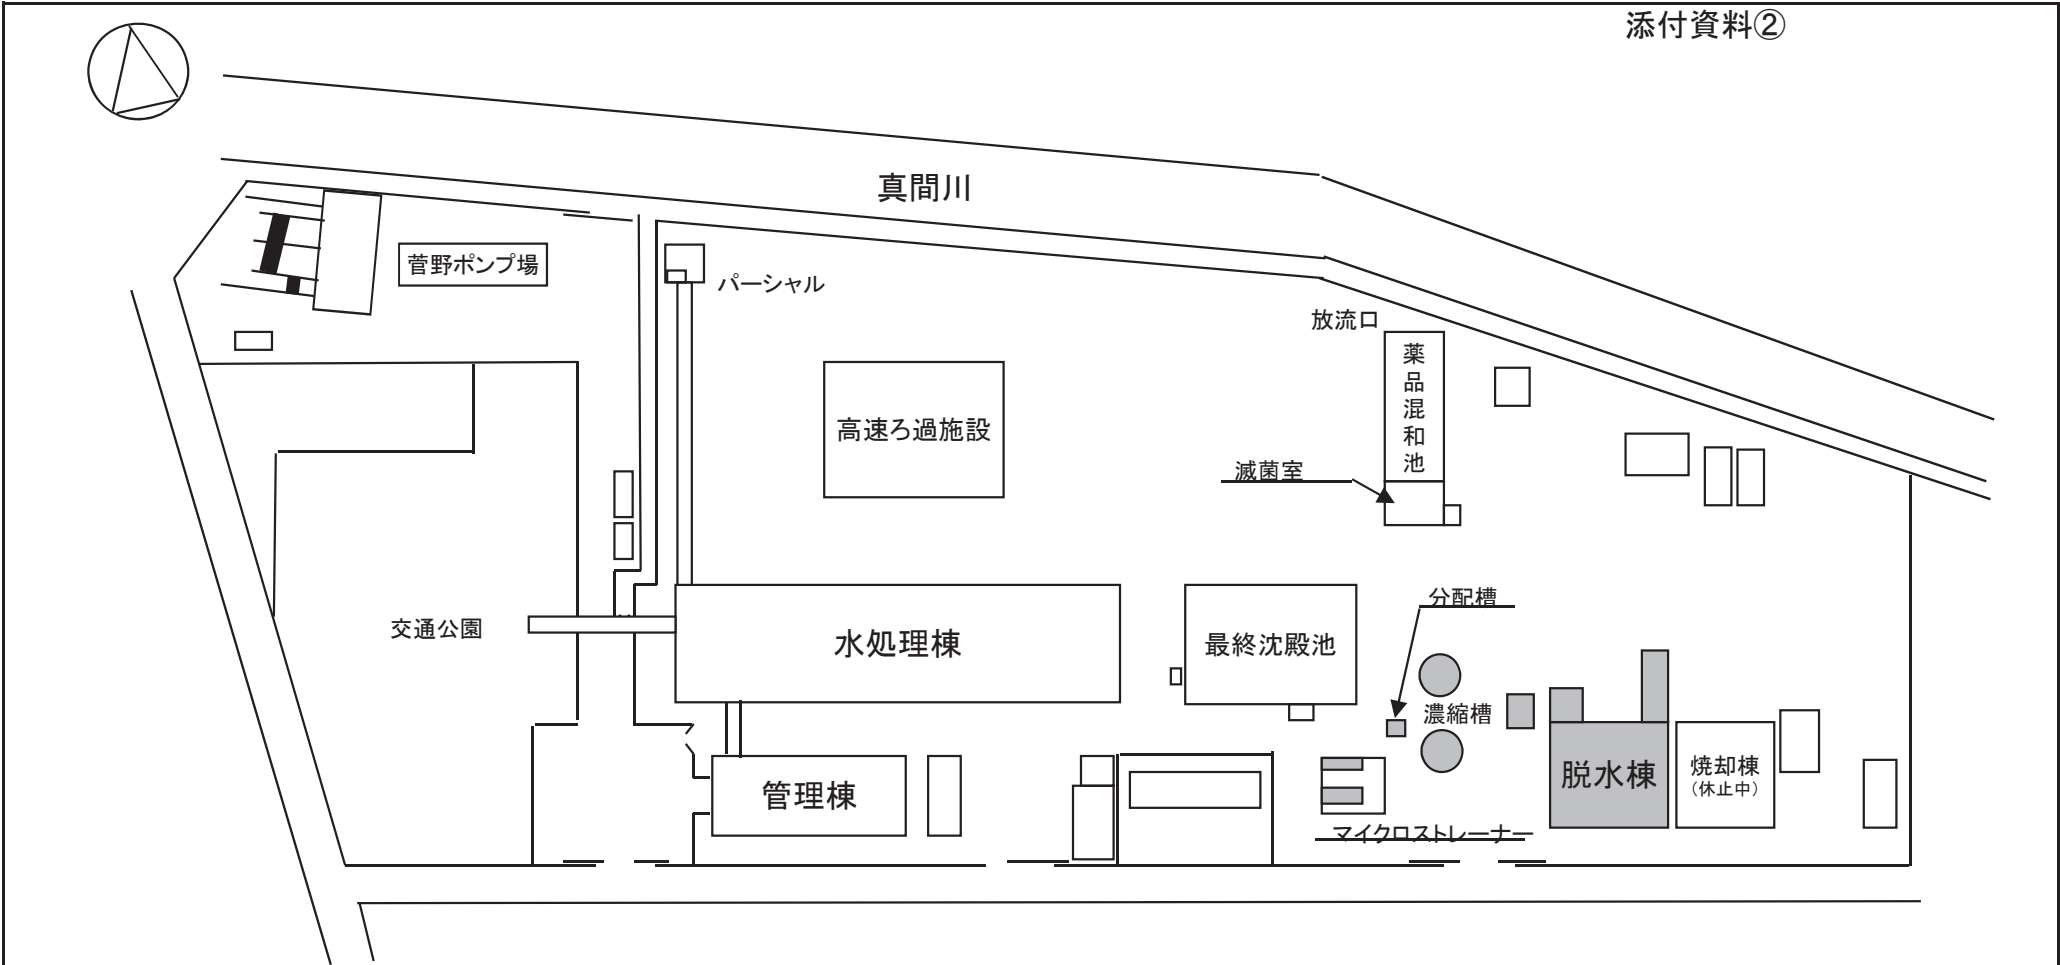 添付資料②
真間川
菅野ポンプ場
パーシャル
放流口
薬品混和池
高速ろ過施設
滅菌室
分配槽
交通公園
水処理棟
最終沈殿池
濃縮槽
管理棟
脱水棟
焼却棟
（休止中）
マイクロストレーナー